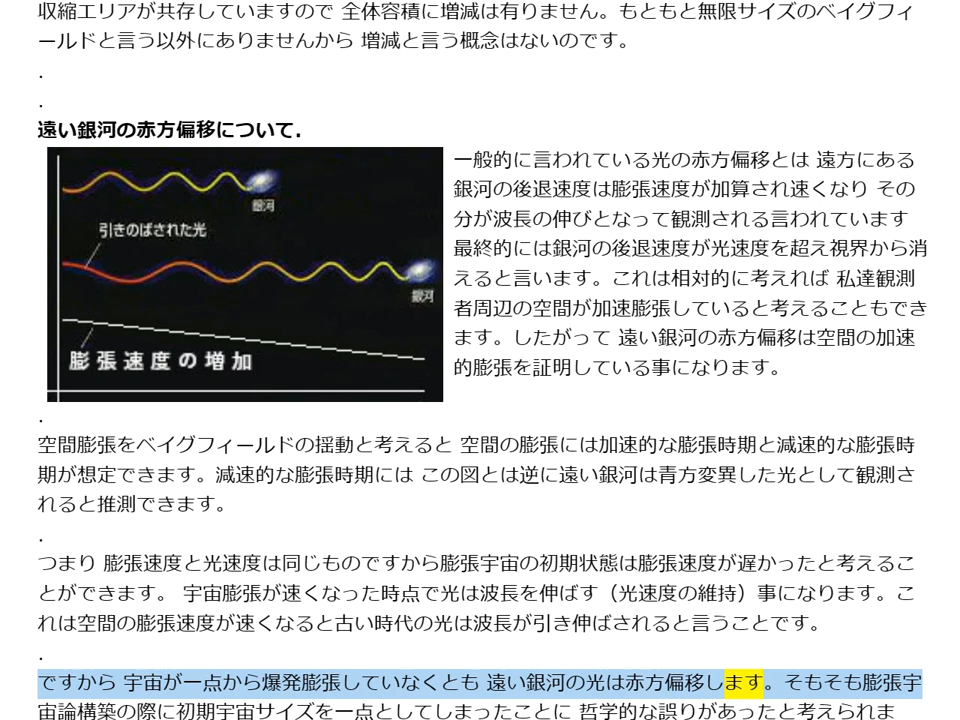 収縮エリアが共存していますので 全体容積に増減は有りません。もともと無限サイズのベイグフィ
ールドと言う以外にありませんから 増減と言う概念はないのです。
.
.
遠い銀河の赤方偏移について.
銀河
引きのばされた光
銀河
膨張速度の増加
一般的に言われている光の赤方偏移とは 遠方にある
銀河の後退速度は膨張速度が加算され速くなり その
分が波長の伸びとなって観測される言われています
最終的には銀河の後退速度が光速度を超え視界から消
えると言います。これは相対的に考えれば 私達観測
者周辺の空間が加速膨張していると考えることもでき
ます。したがって 遠い銀河の赤方偏移は空間の加速
的膨張を証明している事になります。
.
空間膨張をベイグフィールドの揺動と考えると 空間の膨張には加速的な膨張時期と減速的な膨張時
期が想定できます。減速的な膨張時期には この図とは逆に遠い銀河は青方変異した光として観測さ
れると推測できます。
.
つまり 膨張速度と光速度は同じものですから膨張宇宙の初期状態は膨張速度が遅かったと考えるこ
とができます。 宇宙膨張が速くなった時点で光は波長を伸ばす（光速度の維持）事になります。こ
れは空間の膨張速度が速くなると古い時代の光は波長が引き伸ばされると言うことです。
.
ですから 宇宙が一点から爆発膨張していなくとも 遠い銀河の光は赤方偏移します。そもそも膨張宇
宙論構築の際に初期宇宙サイズを一点としてしまったことに 哲学的な誤りがあったと考えられま